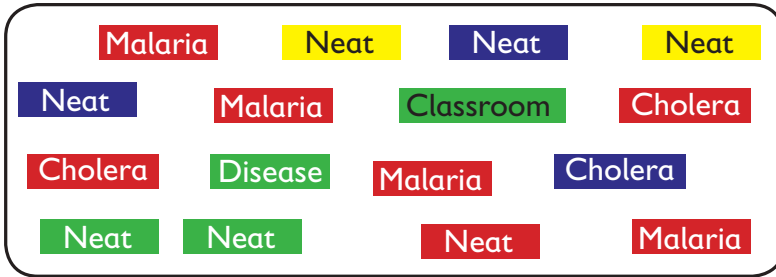 Malaria Neat Neat Neat
Neat Malaria Classroom Cholera
Cholera Disease Malaria Cholera
Neat Neat Neat Malaria